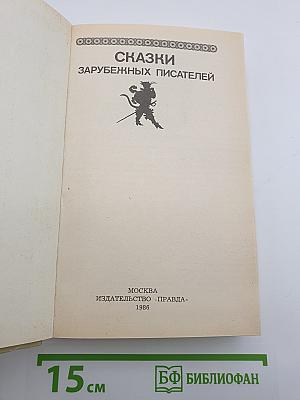 СКАЗКИ
ЗАРУБЕЖНЫХ ПИСАТЕЛЕЙ
МОСКВА
ИЗДАТЕЛЬСТВО «ПРАВДА»
1986
15 см
БФ БИБЛИОФАН